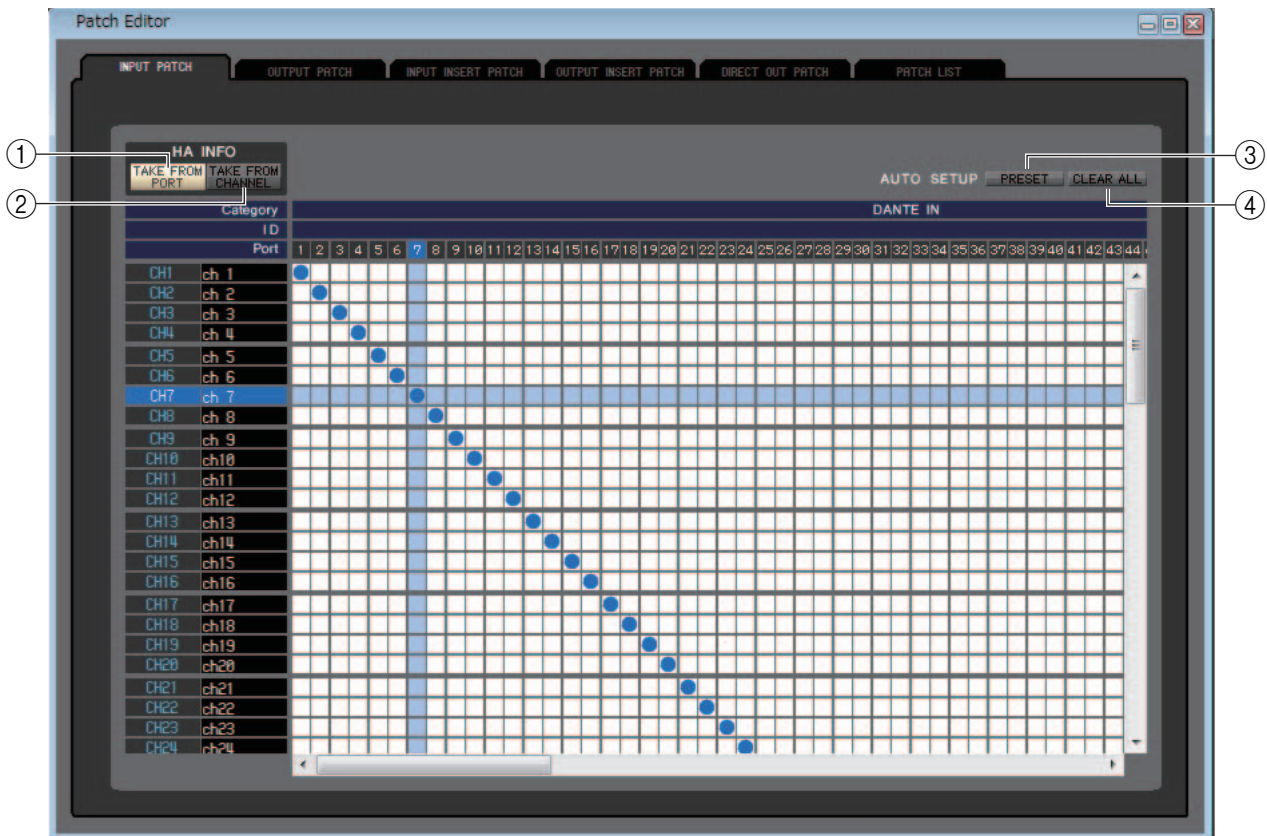 Patch Editor
INPUT PATCH OUTPUT PATCH INPUT INSERT PATCH OUTPUT INSERT PATCH DIRECT OUT PATCH PATCH LIST
HA INFO
① TAKE FROM PORT TAKE FROM CHANNEL
②
③
AUTO SETUP PRESET CLEAR ALL
④
Category DANTE IN
ID
Port 1 2 3 4 5 6 7 8 9 10 11 12 13 14 15 16 17 18 19 20 21 22 23 24 25 26 27 28 29 30 31 32 33 34 35 36 37 38 39 40 41 42 43 44
CH1 ch 1
CH2 ch 2
CH3 ch 3
CH4 ch 4
CH5 ch 5
CH6 ch 6
CH7 ch 7
CH8 ch 8
CH9 ch 9
CH10 ch10
CH11 ch11
CH12 ch12
CH13 ch13
CH14 ch14
CH15 ch15
CH16 ch16
CH17 ch17
CH18 ch18
CH19 ch19
CH20 ch20
CH21 ch21
CH22 ch22
CH23 ch23
CH24 ch24